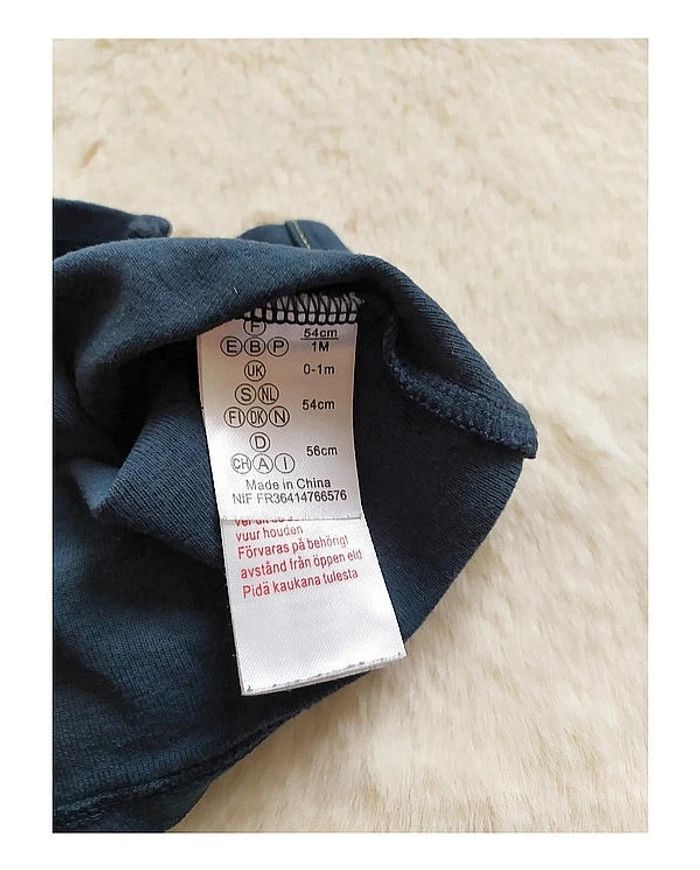 F 54cm
E B P 1M
UK 0-1m
S NL
FI DK N 54cm
D
CH A I 56cm
Made in China
NIF FR36414766576
vuur houden
Förvaras på behörigt
avstånd från öppen eld
Pidä kaukana tulesta